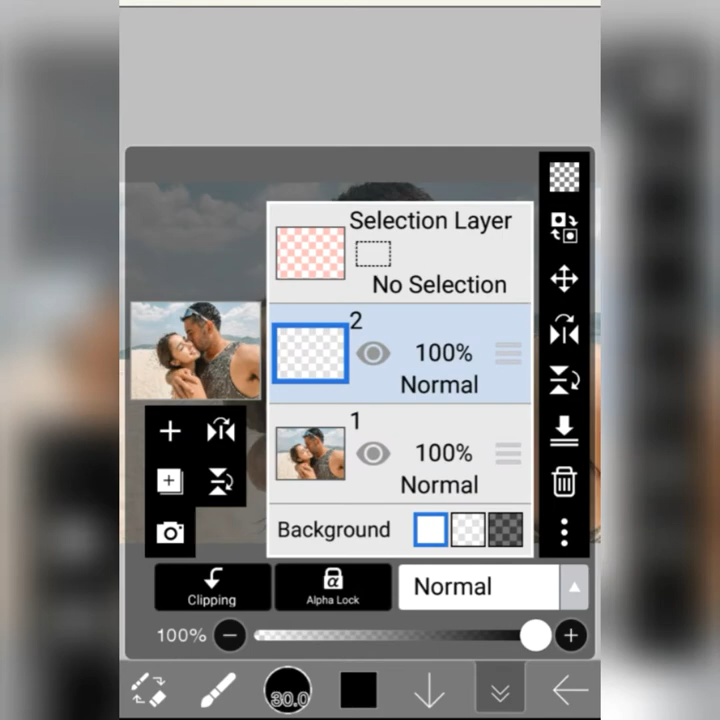 Selection Layer
No Selection
2
100%
Normal
1
100%
Normal
Background
Clipping
α
Alpha Lock
Normal
100%
30.0